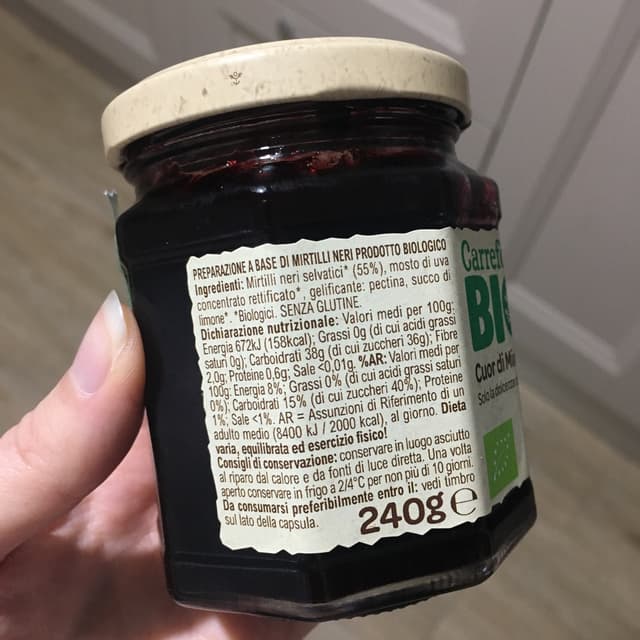 PREPARAZIONE A BASE DI MIRTILLI NERI PRODOTTO BIOLOGICO
Ingredienti: Mirtilli neri selvatici* (55%), mosto di uva
concentrato rettificato*, gelificante: pectina, succo di
limone*. *Biologici. SENZA GLUTINE.
Dichiarazione nutrizionale: Valori medi per 100g:
Energia 672kJ (158kcal); Grassi 0g (di cui acidi grassi
saturi 0g); Carboidrati 38g (di cui zuccheri 36g); Fibre
2,0g; Proteine 0,6g; Sale <0,01g. %AR: Valori medi per
100g: Energia 8%; Grassi 0% (di cui acidi grassi saturi
0%); Carboidrati 15% (di cui zuccheri 40%); Proteine
1%; Sale <1%. AR = Assunzioni di Riferimento di un
adulto medio (8400 kJ / 2000 kcal), al giorno. Dieta
varia, equilibrata ed esercizio fisico!
Consigli di conservazione: conservare in luogo asciutto
al riparo dal calore e da fonti di luce diretta. Una volta
aperto conservare in frigo a 2/4°C per non più di 10 giorni.
Da consumarsi preferibilmente entro il: vedi timbro
sul lato della capsula.
240g e
Carref
BIO
Cuor di Mir
Solo la dolcezza